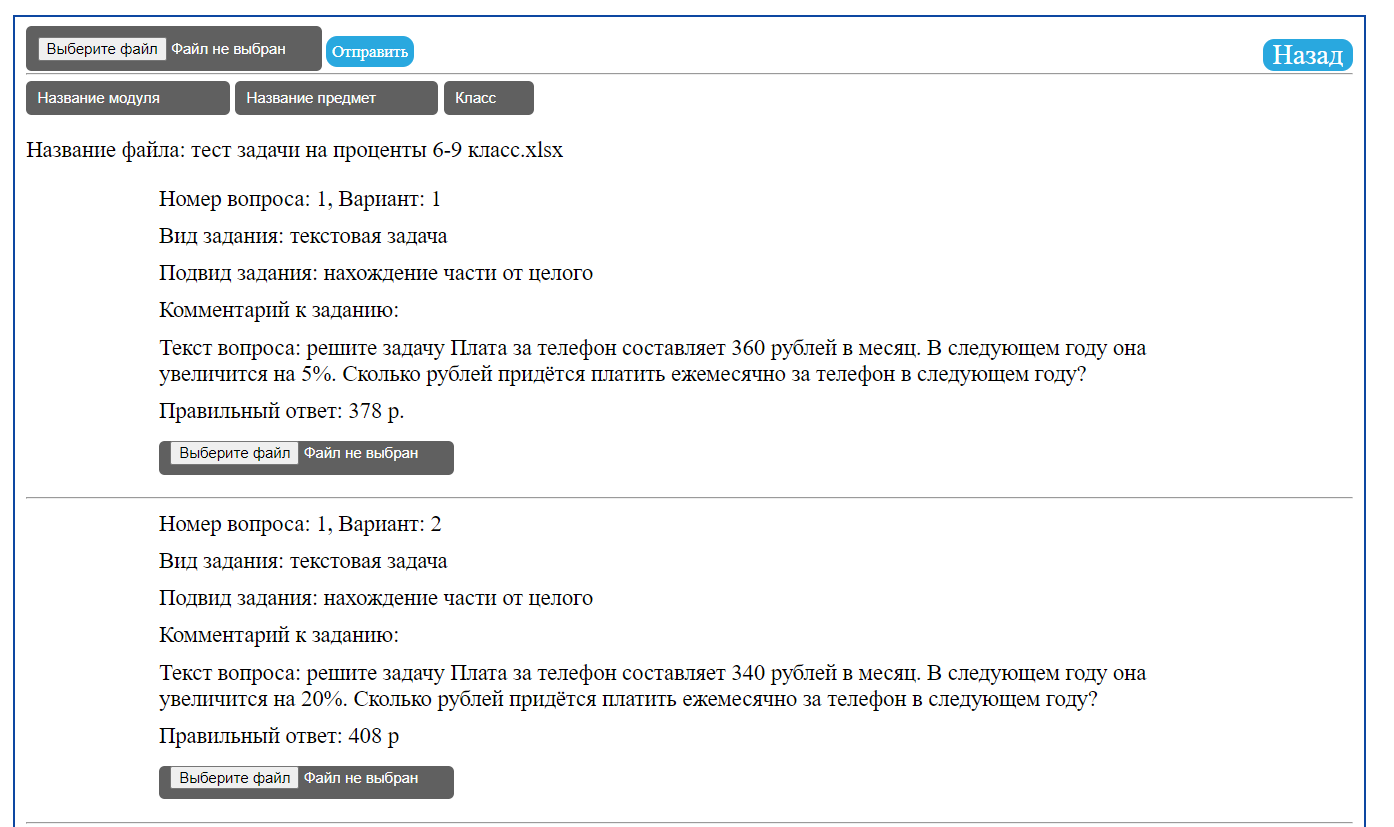 Выберите файл Файл не выбран Отправить Назад
Название модуля Название предмет Класс
Название файла: тест задачи на проценты 6-9 класс.xlsx
Номер вопроса: 1, Вариант: 1
Вид задания: текстовая задача
Подвид задания: нахождение части от целого
Комментарий к заданию:
Текст вопроса: решите задачу Плата за телефон составляет 360 рублей в месяц. В следующем году она
увеличится на 5%. Сколько рублей придётся платить ежемесячно за телефон в следующем году?
Правильный ответ: 378 р.
Выберите файл Файл не выбран
Номер вопроса: 1, Вариант: 2
Вид задания: текстовая задача
Подвид задания: нахождение части от целого
Комментарий к заданию:
Текст вопроса: решите задачу Плата за телефон составляет 340 рублей в месяц. В следующем году она
увеличится на 20%. Сколько рублей придётся платить ежемесячно за телефон в следующем году?
Правильный ответ: 408 р
Выберите файл Файл не выбран